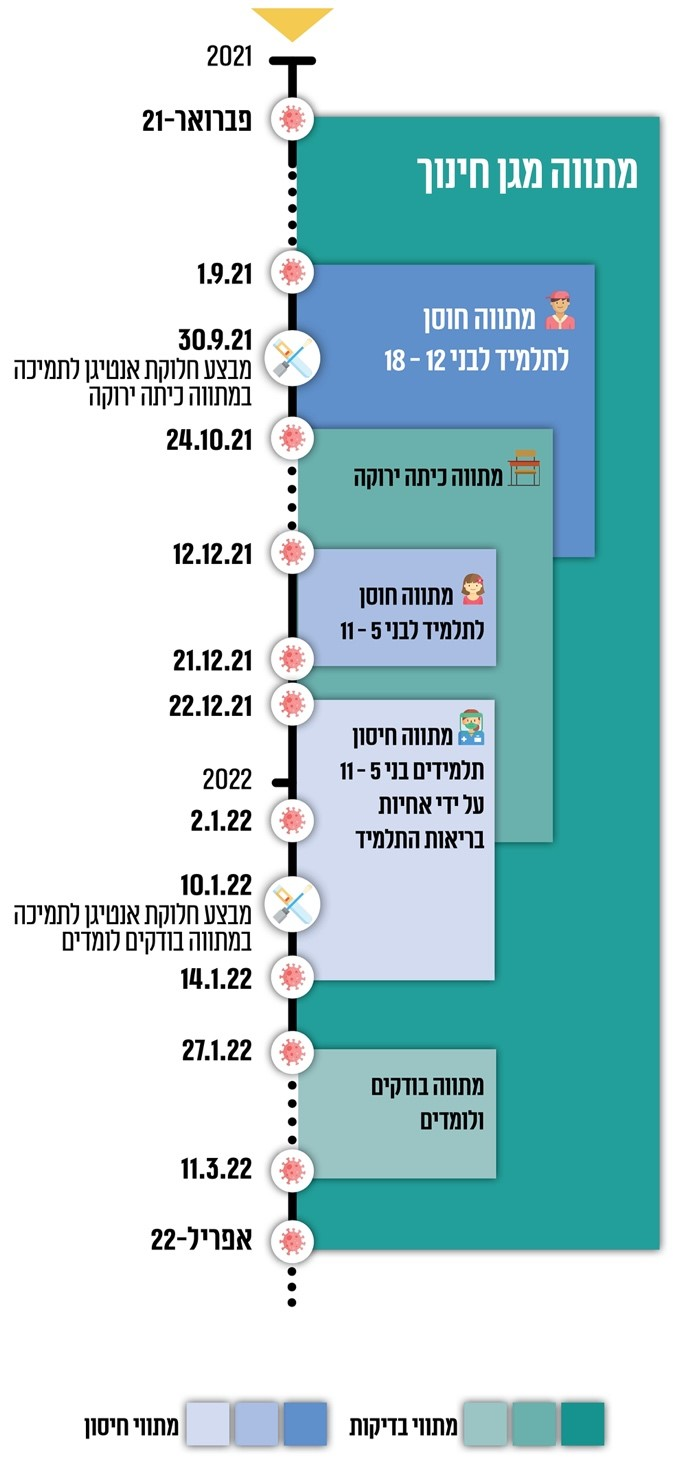 2021
פברואר-21
מתווה מגן חינוך
1.9.21
מתווה חוסן
לתלמיד לבני 12 - 18
30.9.21
מבצע חלוקת אנטיגן לתמיכה
במתווה כיתה ירוקה
24.10.21
מתווה כיתה ירוקה
12.12.21
מתווה חוסן
לתלמיד לבני 5 - 11
21.12.21
22.12.21
מתווה חיסון
תלמידים בני 5 - 11
על ידי אחיות
בריאות התלמיד
2022
2.1.22
10.1.22
מבצע חלוקת אנטיגן לתמיכה
במתווה בודקים לומדים
14.1.22
27.1.22
מתווה בודקים
ולומדים
11.3.22
אפריל-22
מתווי בדיקות
מתווי חיסון